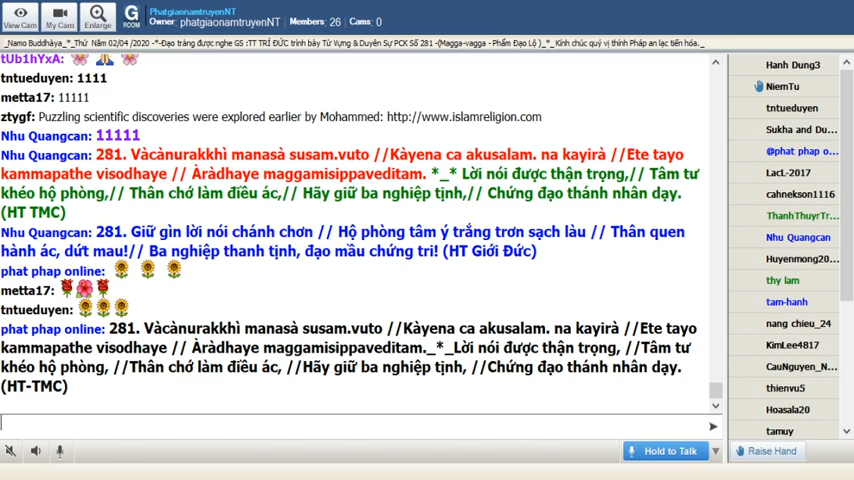 PhatgiaonamtruyenNT
Owner: phatgiaonamtruyenNT Members: 26 Cams: 0
View Cam
My Cam
Enlarge
G
ROOM
_Namo Buddhàya_*_Thứ Năm 02/04 /2020 -*-Đạo tràng được nghe GS :TT TRÍ ĐỨC trình bày Tứ Vựng & Duyên Sự PCK Số 281 -(Magga-vagga - Phẩm Đạo Lộ )_*_ Kính chúc quý vị thính Pháp an lạc tiến hóa._
tUb1hYxA:
tntueduyen: 1111
metta17: 11111
ztygf: Puzzling scientific discoveries were explored earlier by Mohammed: http://www.islamreligion.com
Nhu Quangcan: 11111
Nhu Quangcan: 281. Vàcànurakkhì manasà susam.vuto //Kàyena ca akusalam. na kayirà //Ete tayo
kammapathe visodhaye // Àràdhaye maggamisippaveditam. *_* Lời nói được thận trọng,// Tâm tư
khéo hộ phòng,// Thân chớ làm điều ác,// Hãy giữ ba nghiệp tịnh,// Chứng đạo thánh nhân dạy.
(HT TMC)
Nhu Quangcan: 281. Giữ gìn lời nói chánh chơn // Hộ phòng tâm ý trắng trơn sạch làu // Thân quen
hành ác, dứt mau!// Ba nghiệp thanh tịnh, đạo mầu chứng tri! (HT Giới Đức)
phat phap online:
metta17:
tntueduyen:
phat phap online: 281. Vàcànurakkhì manasà susam.vuto //Kàyena ca akusalam. na kayirà //Ete tayo
kammapathe visodhaye // Àràdhaye maggamisippaveditam._*_Lời nói được thận trọng, //Tâm tư
khéo hộ phòng, //Thân chớ làm điều ác, //Hãy giữ ba nghiệp tịnh, //Chứng đạo thánh nhân dạy.
(HT-TMC)
Hanh Dung3
NiemTu
tntueduyen
Sukha and Du...
@phat phap o...
LacL-2017
cahnekson1116
ThanhThuyrTr...
Nhu Quangcan
Huyenmong20...
thy lam
tam-hanh
nang chieu_24
KimLee4817
CauNguyen_N...
thienvu5
Hoasala20
tamuy
Hold to Talk
Raise Hand